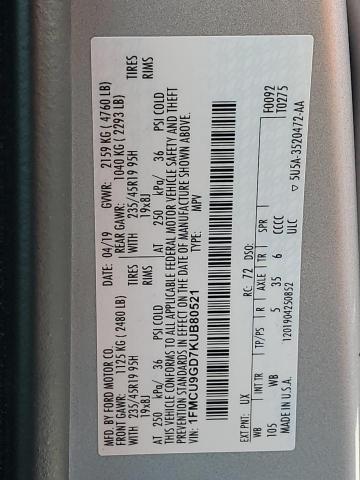 MFD. BY FORD MOTOR CO.
DATE: 04/19 GVWR: 2159 KG ( 4760 LB)
FRONT GAWR: 1125 KG ( 2480 LB) REAR GAWR: 1040 KG ( 2293 LB)
WITH 235/45R19 95H TIRES WITH 235/45R19 95H TIRES
19x8J RIMS 19x8J RIMS
AT 250 kPa/ 36 PSI COLD AT 250 kPa/ 36 PSI COLD
THIS VEHICLE CONFORMS TO ALL APPLICABLE FEDERAL MOTOR VEHICLE SAFETY AND THEFT
PREVENTION STANDARDS IN EFFECT ON THE DATE OF MANUFACTURE SHOWN ABOVE.
VIN: 1FMCU9GD7KUB80521
TYPE: MPV
F0092
T0275
EXT PNT: UX RC: 72 DSO:
WB INT TR TP/PS R AXLE TR SPR
105 WB 5 35 6 CCCC
ULC
MADE IN U.S.A. 1201904250852 ▽ 5U5A-3520472-AA